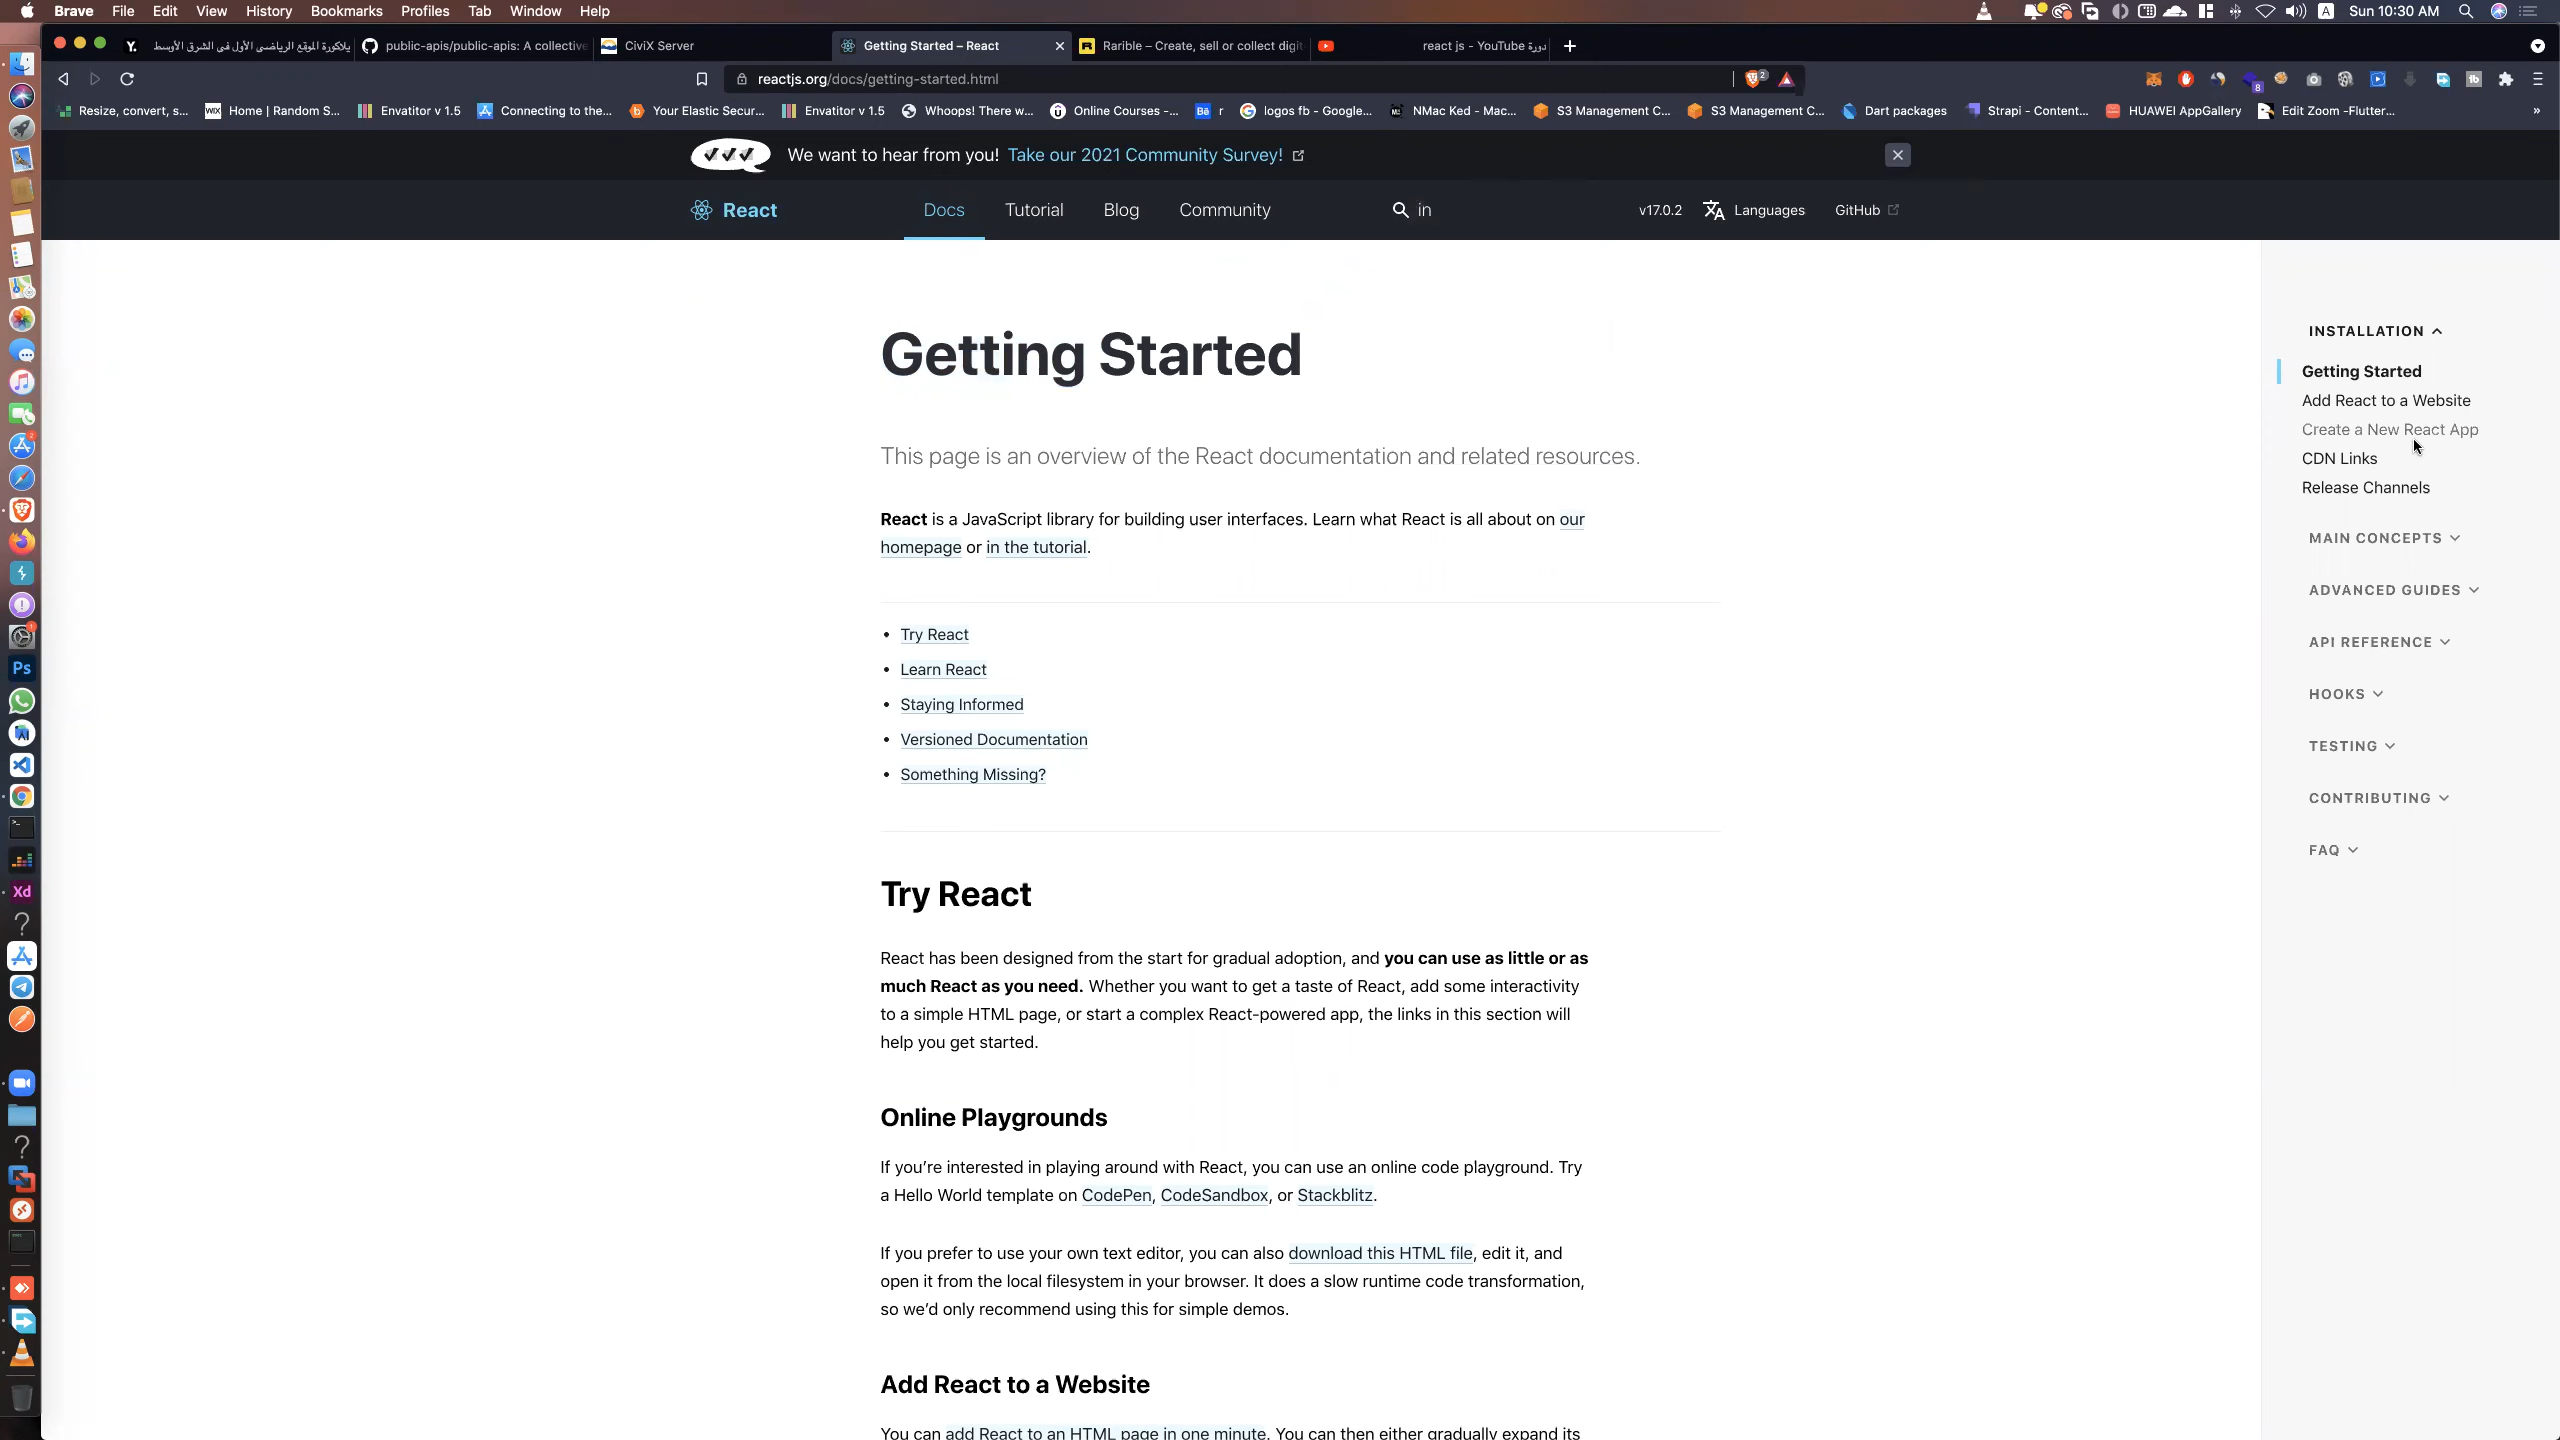 Brave File Edit View History Bookmarks Profiles Tab Window Help
A Sun 10:30 AM
يلاكورة الموقع الرياضي الأول في الشرق الأوسط
public-apis/public-apis: A collective
CiviX Server
Getting Started – React
Rarible – Create, sell or collect digit
دورة react js - YouTube
reactjs.org/docs/getting-started.html
2
8
Resize, convert, s...
WIX Home | Random S...
Envatitor v 1.5
Connecting to the...
Your Elastic Secur...
Envatitor v 1.5
Whoops! There w...
Online Courses -...
Bē r
logos fb - Google...
NMac Ked - Mac...
S3 Management C...
S3 Management C...
Dart packages
Strapi - Content...
HUAWEI AppGallery
Edit Zoom -Flutter...
»
We want to hear from you! Take our 2021 Community Survey!
React
Docs
Tutorial
Blog
Community
in
v17.0.2
Languages
GitHub
Getting Started
This page is an overview of the React documentation and related resources.
React is a JavaScript library for building user interfaces. Learn what React is all about on our
homepage or in the tutorial.
• Try React
• Learn React
• Staying Informed
• Versioned Documentation
• Something Missing?
Try React
React has been designed from the start for gradual adoption, and you can use as little or as
much React as you need. Whether you want to get a taste of React, add some interactivity
to a simple HTML page, or start a complex React-powered app, the links in this section will
help you get started.
Online Playgrounds
If you’re interested in playing around with React, you can use an online code playground. Try
a Hello World template on CodePen, CodeSandbox, or Stackblitz.
If you prefer to use your own text editor, you can also download this HTML file, edit it, and
open it from the local filesystem in your browser. It does a slow runtime code transformation,
so we’d only recommend using this for simple demos.
Add React to a Website
You can add React to an HTML page in one minute. You can then either gradually expand its
INSTALLATION
Getting Started
Add React to a Website
Create a New React App
CDN Links
Release Channels
MAIN CONCEPTS
ADVANCED GUIDES
API REFERENCE
HOOKS
TESTING
CONTRIBUTING
FAQ
Ps
Xd